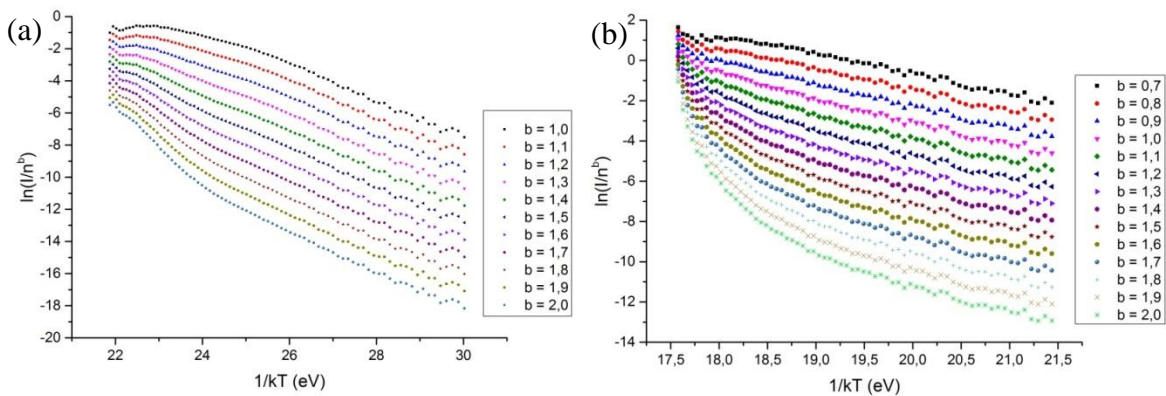 (a)
0
-2
-4
-6
-8
-10
-12
-14
-16
-18
-20
ln(I/n^b)
22 24 26 28 30
1/kT (eV)
b = 1,0
b = 1,1
b = 1,2
b = 1,3
b = 1,4
b = 1,5
b = 1,6
b = 1,7
b = 1,8
b = 1,9
b = 2,0
(b)
2
0
-2
-4
-6
-8
-10
-12
-14
ln(I/n^b)
17,5 18,0 18,5 19,0 19,5 20,0 20,5 21,0 21,5
1/kT (eV)
b = 0,7
b = 0,8
b = 0,9
b = 1,0
b = 1,1
b = 1,2
b = 1,3
b = 1,4
b = 1,5
b = 1,6
b = 1,7
b = 1,8
b = 1,9
b = 2,0